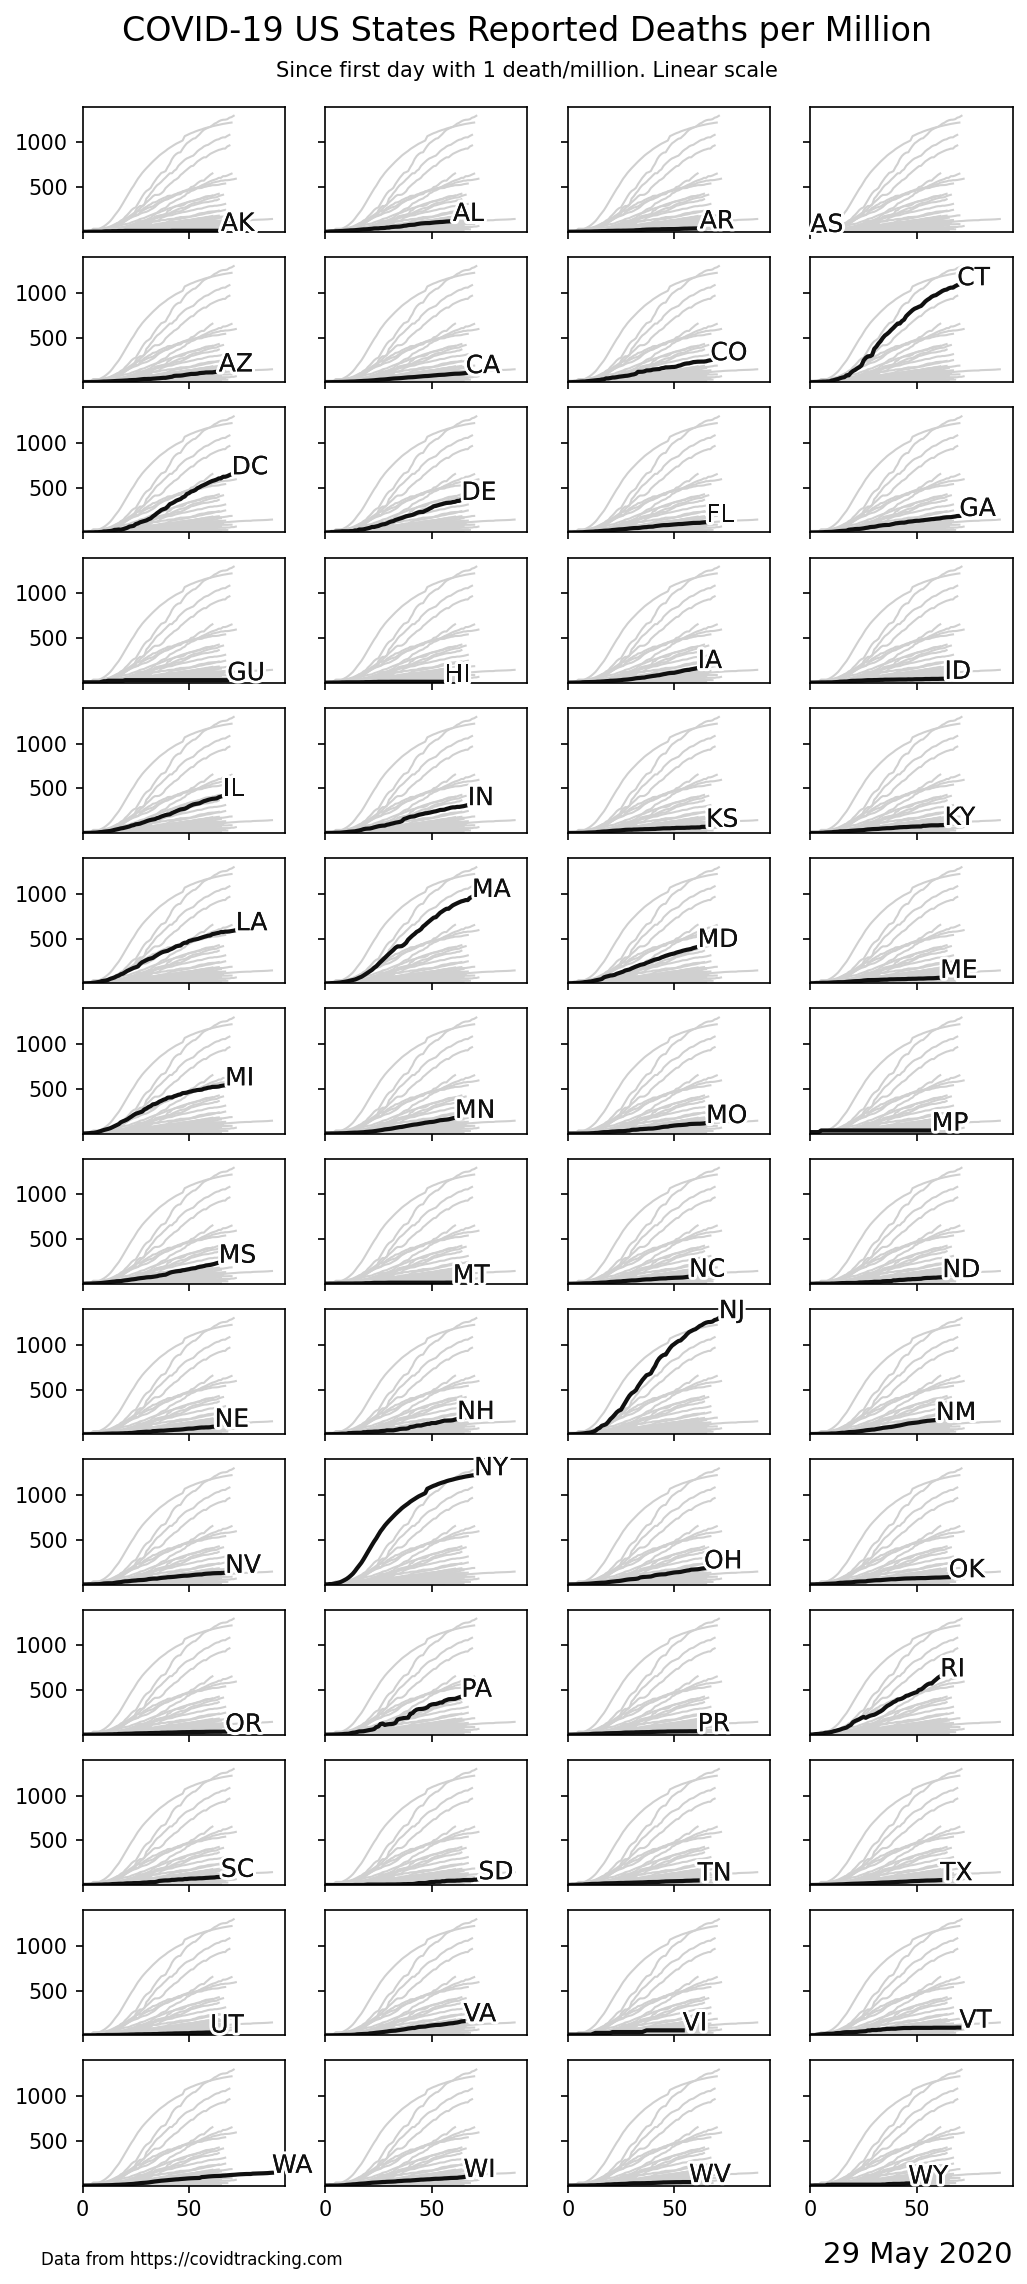 COVID-19 US States Reported Deaths per Million
Since first day with 1 death/million. Linear scale
1000
500
AK AL AR AS
1000
500
AZ CA CO CT
1000
500
DC DE FL GA
1000
500
GU HI IA ID
1000
500
IL IN KS KY
1000
500
LA MA MD ME
1000
500
MI MN MO MP
1000
500
MS MT NC ND
1000
500
NE NH NJ NM
1000
500
NV NY OH OK
1000
500
OR PA PR RI
1000
500
SC SD TN TX
1000
500
UT VA VI VT
1000
500
WA WI WV WY
0 50 0 50 0 50 0 50
Data from https://covidtracking.com
29 May 2020